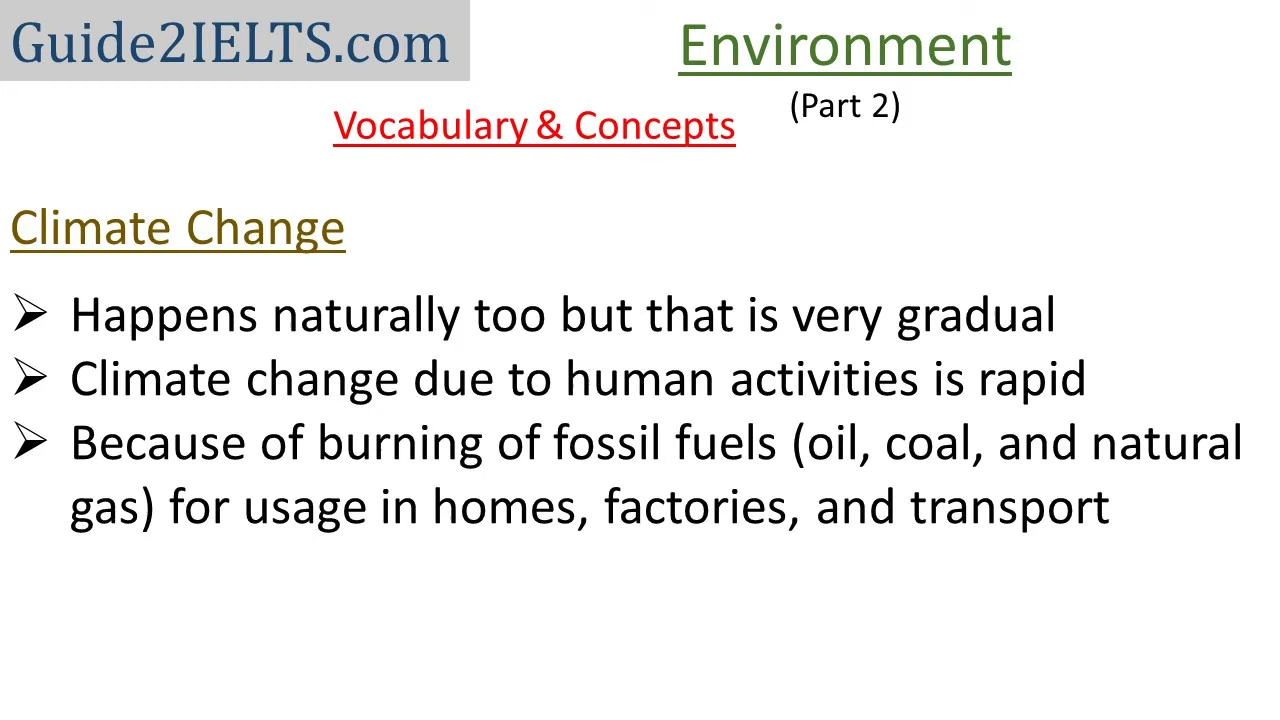 Guide2IELTS.com
Environment
(Part 2)
Vocabulary & Concepts
Climate Change
➢ Happens naturally too but that is very gradual
➢ Climate change due to human activities is rapid
➢ Because of burning of fossil fuels (oil, coal, and natural
gas) for usage in homes, factories, and transport